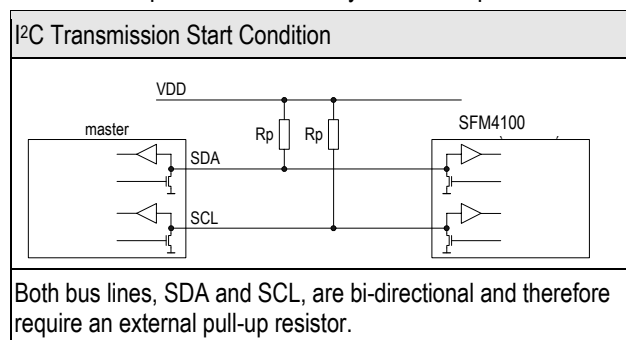 I²C Transmission Start Condition
VDD
master
Rp
Rp
SFM4100
SDA
SCL
Both bus lines, SDA and SCL, are bi-directional and therefore
require an external pull-up resistor.